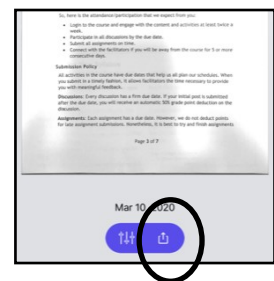 So, here is the attendance/participation that we expect from you:
• Login to the course and engage with the content and activities at least twice a
week.
• Participate in all discussions by the due date.
• Submit all assignments on time.
• Connect with the facilitators if you will be away from the course for 5 or more
consecutive days.
Submission Policy
All activities in the course have due dates that help us all plan our schedules. When
you submit in a timely fashion, it allows facilitators the time necessary to provide
you with meaningful feedback.
Discussions: Every discussion has a firm due date. If your initial post is submitted
after the due date, you will receive an automatic 50% grade point deduction on the
discussion.
Assignments: Each assignment has a due date. However, we do not deduct points
for late assignment submissions. Nonetheless, it is best to try and finish assignments
Page 3 of 7
Mar 10, 2020